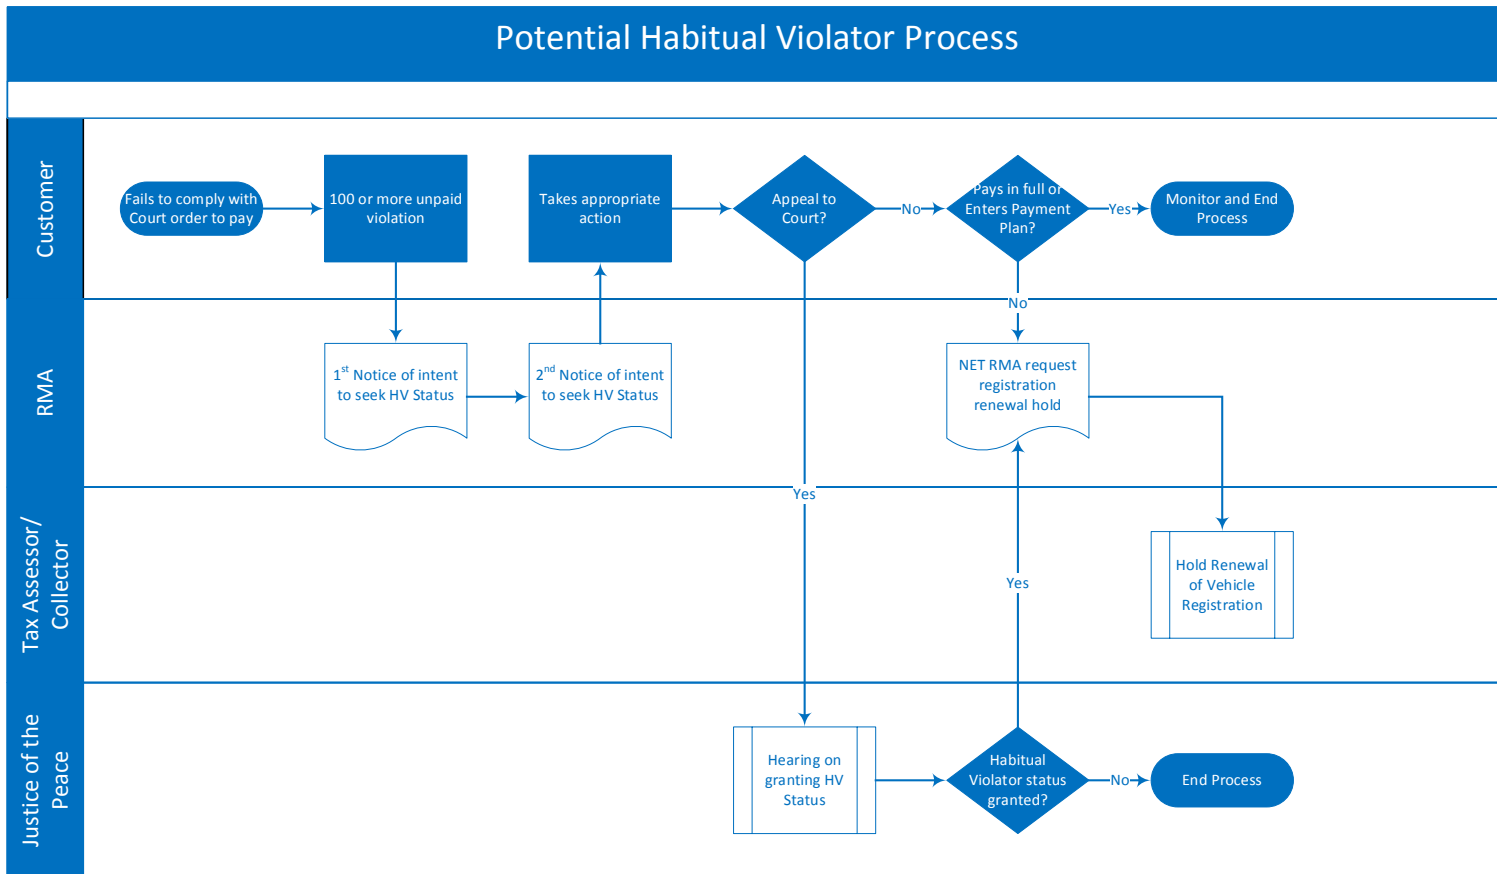 Potential Habitual Violator Process
Customer
Fails to comply with
Court order to pay
100 or more unpaid
violation
Takes appropriate
action
Appeal to
Court?
No
Pays in full or
Enters Payment
Plan?
Yes
Monitor and End
Process
No
RMA
1st Notice of intent
to seek HV Status
2nd Notice of intent
to seek HV Status
NET RMA request
registration
renewal hold
Yes
Tax Assessor/
Collector
Yes
Hold Renewal
of Vehicle
Registration
Justice of the
Peace
Hearing on
granting HV
Status
Habitual
Violator status
granted?
No
End Process